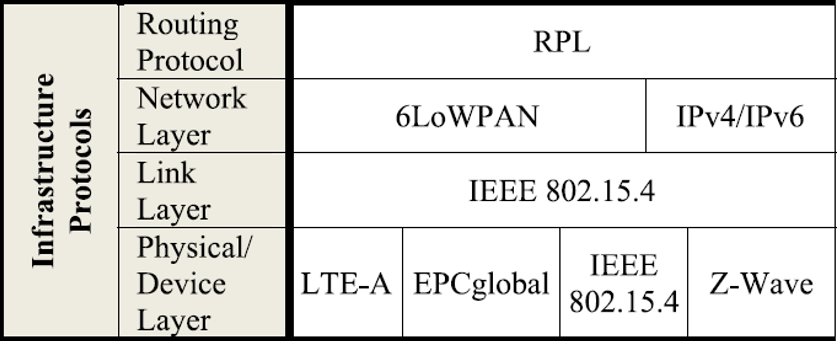 Infrastructure
Protocols
Routing
Protocol
RPL
Network
Layer
6LoWPAN
IPv4/IPv6
Link
Layer
IEEE 802.15.4
Physical/
Device
Layer
LTE-A
EPCglobal
IEEE
802.15.4
Z-Wave